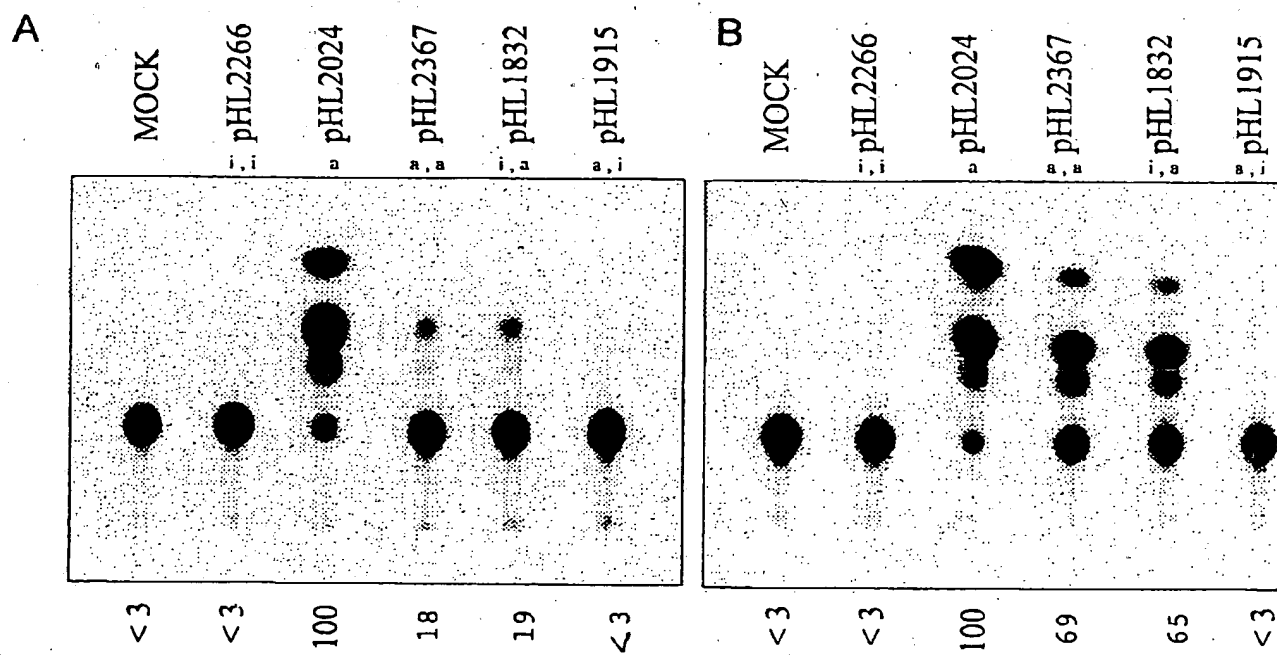 A
MOCK
pHL2266
pHL2024
pHL2367
pHL1832
pHL1915
i,i
a
a,a
i,a
a,i
<3
<3
100
18
19
<3
B
MOCK
pHL2266
pHL2024
pHL2367
pHL1832
pHL1915
i,i
a
a,a
i,a
a,i
<3
<3
100
69
65
<3